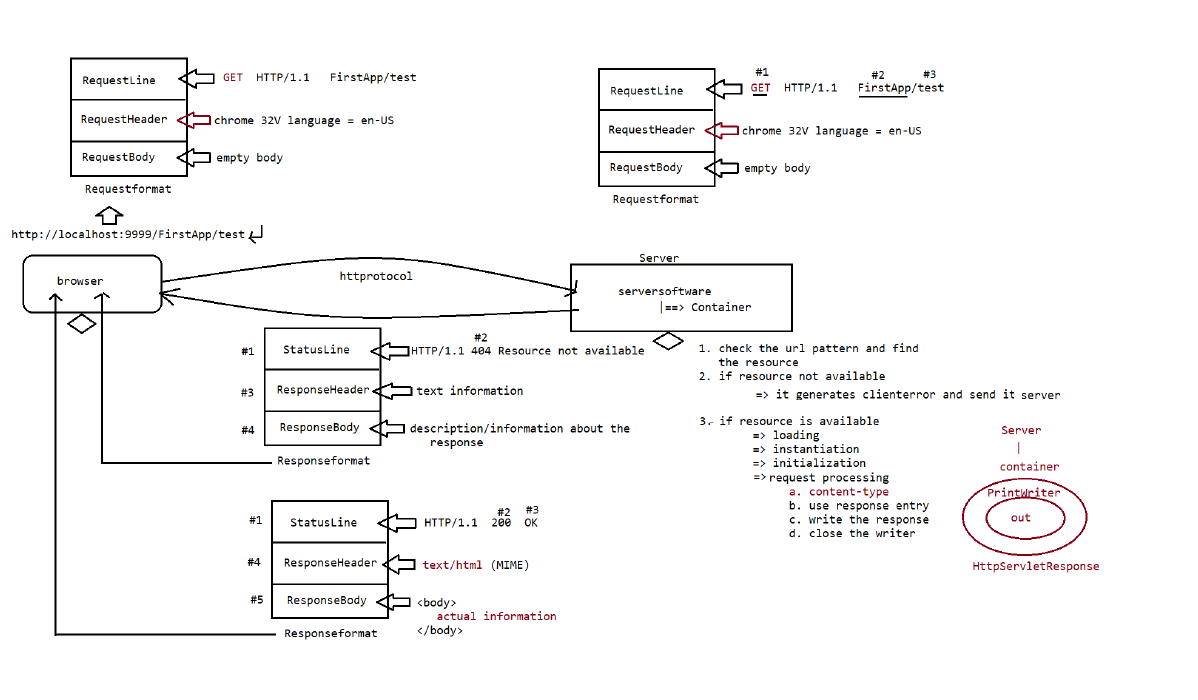 RequestLine GET HTTP/1.1 FirstApp/test
RequestHeader chrome 32V language = en-US
RequestBody empty body
Requestformat
#1 #2 #3
RequestLine GET HTTP/1.1 FirstApp/test
RequestHeader chrome 32V language = en-US
RequestBody empty body
Requestformat
http://localhost:9999/FirstApp/test
browser
httprotocol
Server
serversoftware
|==> Container
#2
#1 StatusLine HTTP/1.1 404 Resource not available
#3 ResponseHeader text information
#4 ResponseBody description/information about the
response
Responseformat
1. check the url pattern and find
the resource
2. if resource not available
=> it generates clienterror and send it server
3. if resource is available
=> loading
=> instantiation
=> initialization
=> request processing
a. content-type
b. use response entry
c. write the response
d. close the writer
Server
|
container
PrintWriter
out
HttpServletResponse
#2 #3
#1 StatusLine HTTP/1.1 200 OK
#4 ResponseHeader text/html (MIME)
#5 ResponseBody <body>
actual information
</body>
Responseformat